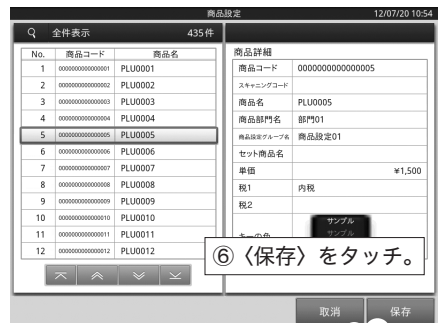 商品設定 12/07/20 10:54
全件表示 435件
No. 商品コード 商品名
1 0000000000000001 PLU0001
2 0000000000000002 PLU0002
3 0000000000000003 PLU0003
4 0000000000000004 PLU0004
5 0000000000000005 PLU0005
6 0000000000000006 PLU0006
7 0000000000000007 PLU0007
8 0000000000000008 PLU0008
9 0000000000000009 PLU0009
10 0000000000000010 PLU0010
11 0000000000000011 PLU0011
12 0000000000000012 PLU0012
商品詳細
商品コード 0000000000000005
スキャニングコード
商品名 PLU0005
商品部門名 部門01
商品設定グループ名 商品設定01
セット商品名
単価 ¥1,500
税1 内税
税2
サンプル
キーの色 サンプル
⑥〈保存〉をタッチ。
取消 保存